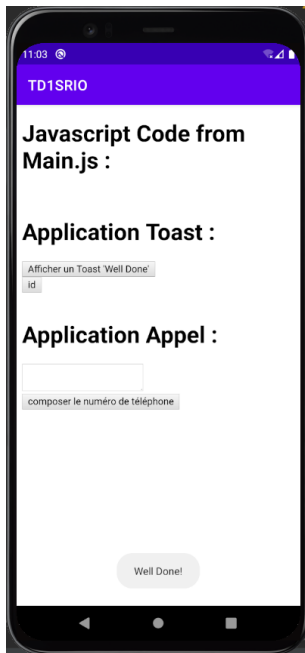 11:03
TD1SRIO
Javascript Code from
Main.js :
Application Toast :
Afficher un Toast 'Well Done'
id
Application Appel :
composer le numéro de téléphone
Well Done!